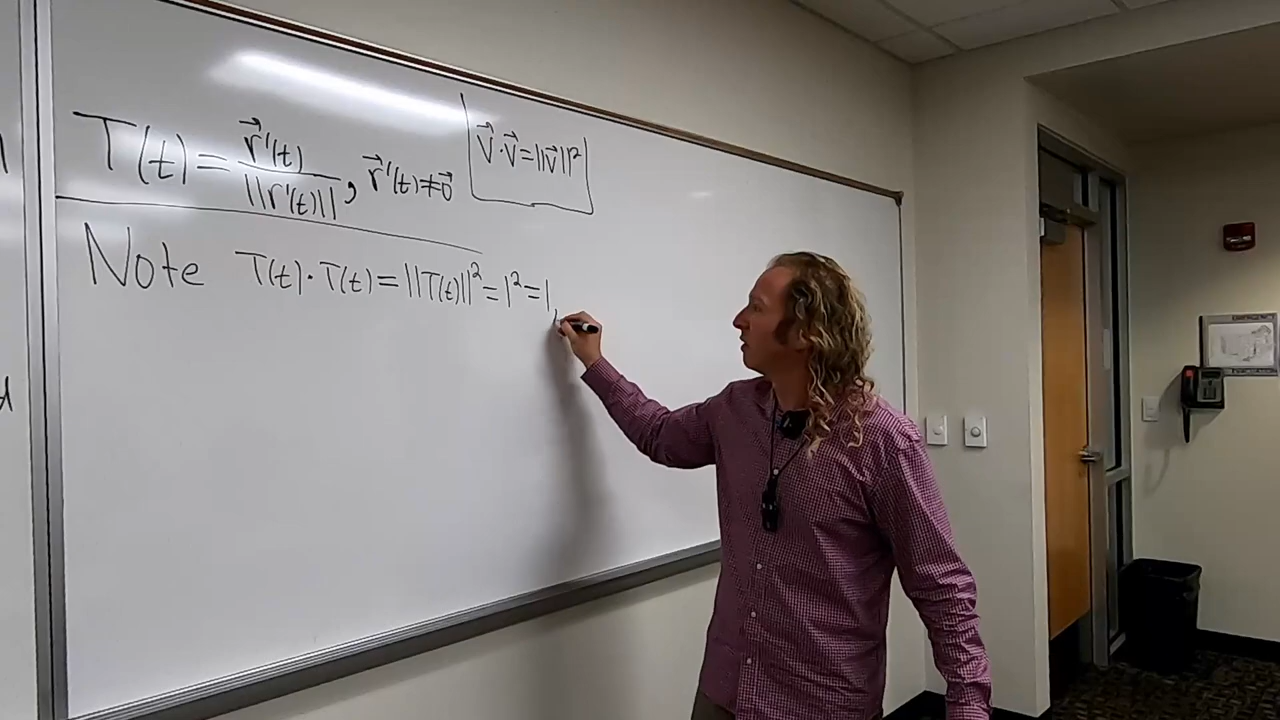 T(t) = r⃗'(t) / ||r'(t)||, r⃗'(t) ≠ 0⃗
v⃗ · v⃗ = ||v⃗||²
Note T(t) · T(t) = ||T(t)||² = 1² = 1,